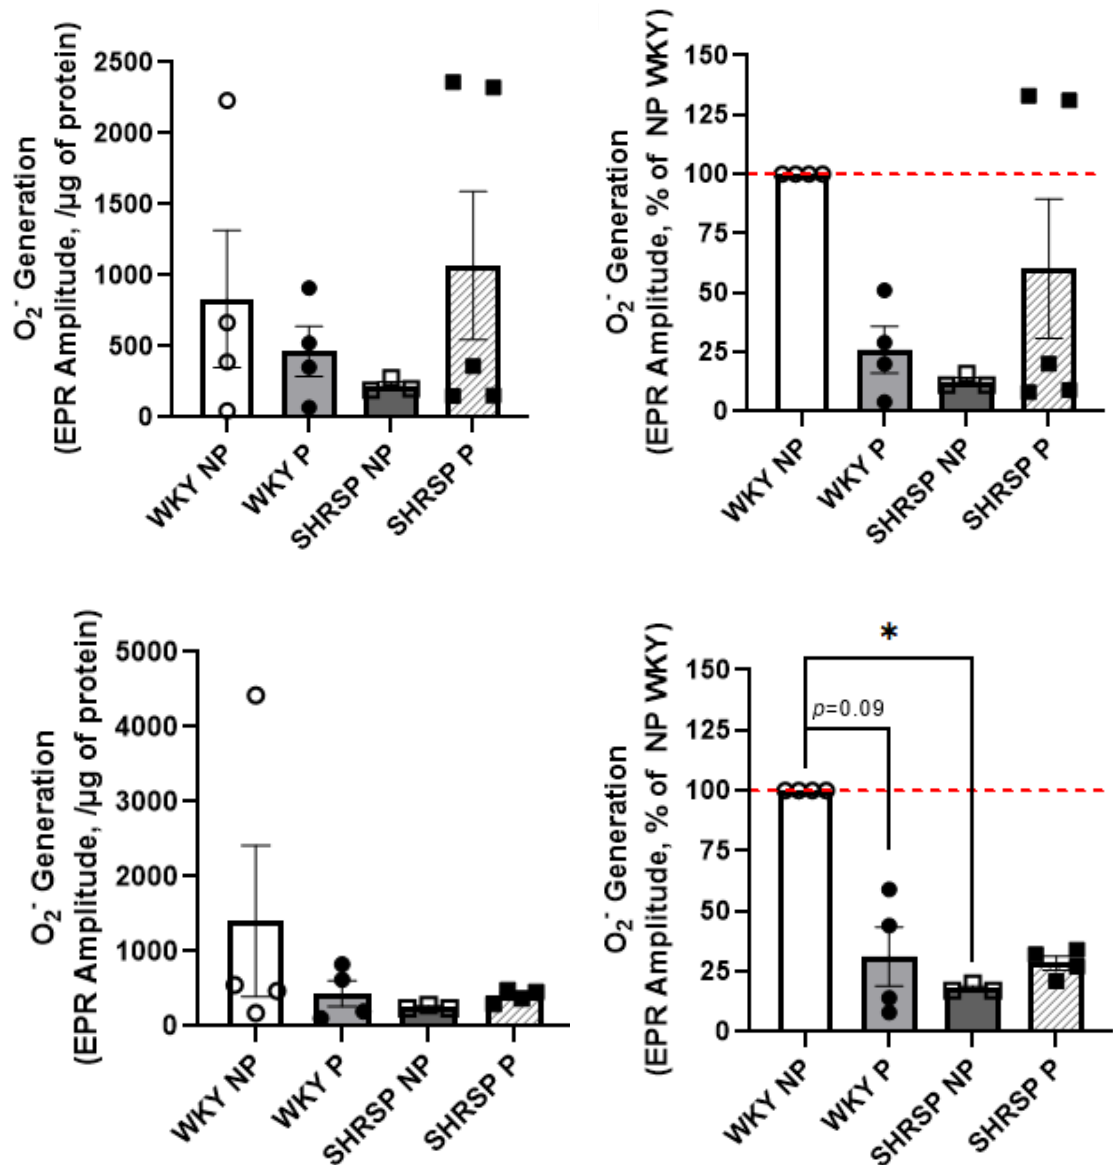 O₂⁻ Generation
(EPR Amplitude, /µg of protein)
2500
2000
1500
1000
500
0
WKY NP
WKY P
SHRSP NP
SHRSP P
O₂⁻ Generation
(EPR Amplitude, % of NP WKY)
150
125
100
75
50
25
0
WKY NP
WKY P
SHRSP NP
SHRSP P
O₂⁻ Generation
(EPR Amplitude, /µg of protein)
5000
4000
3000
2000
1000
0
WKY NP
WKY P
SHRSP NP
SHRSP P
O₂⁻ Generation
(EPR Amplitude, % of NP WKY)
150
125
100
75
50
25
0
*
p=0.09
WKY NP
WKY P
SHRSP NP
SHRSP P